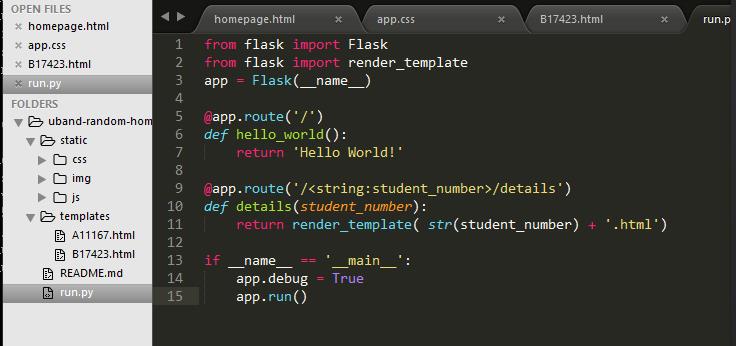 OPEN FILES
homepage.html
app.css
B17423.html
run.py
FOLDERS
uband-random-hom
static
css
img
js
templates
A11167.html
B17423.html
README.md
run.py
homepage.html
app.css
B17423.html
run.p
1 from flask import Flask
2 from flask import render_template
3 app = Flask(__name__)
4
5 @app.route('/')
6 def hello_world():
7 return 'Hello World!'
8
9 @app.route('/<string:student_number>/details')
10 def details(student_number):
11 return render_template( str(student_number) + '.html')
12
13 if __name__ == '__main__':
14 app.debug = True
15 app.run()